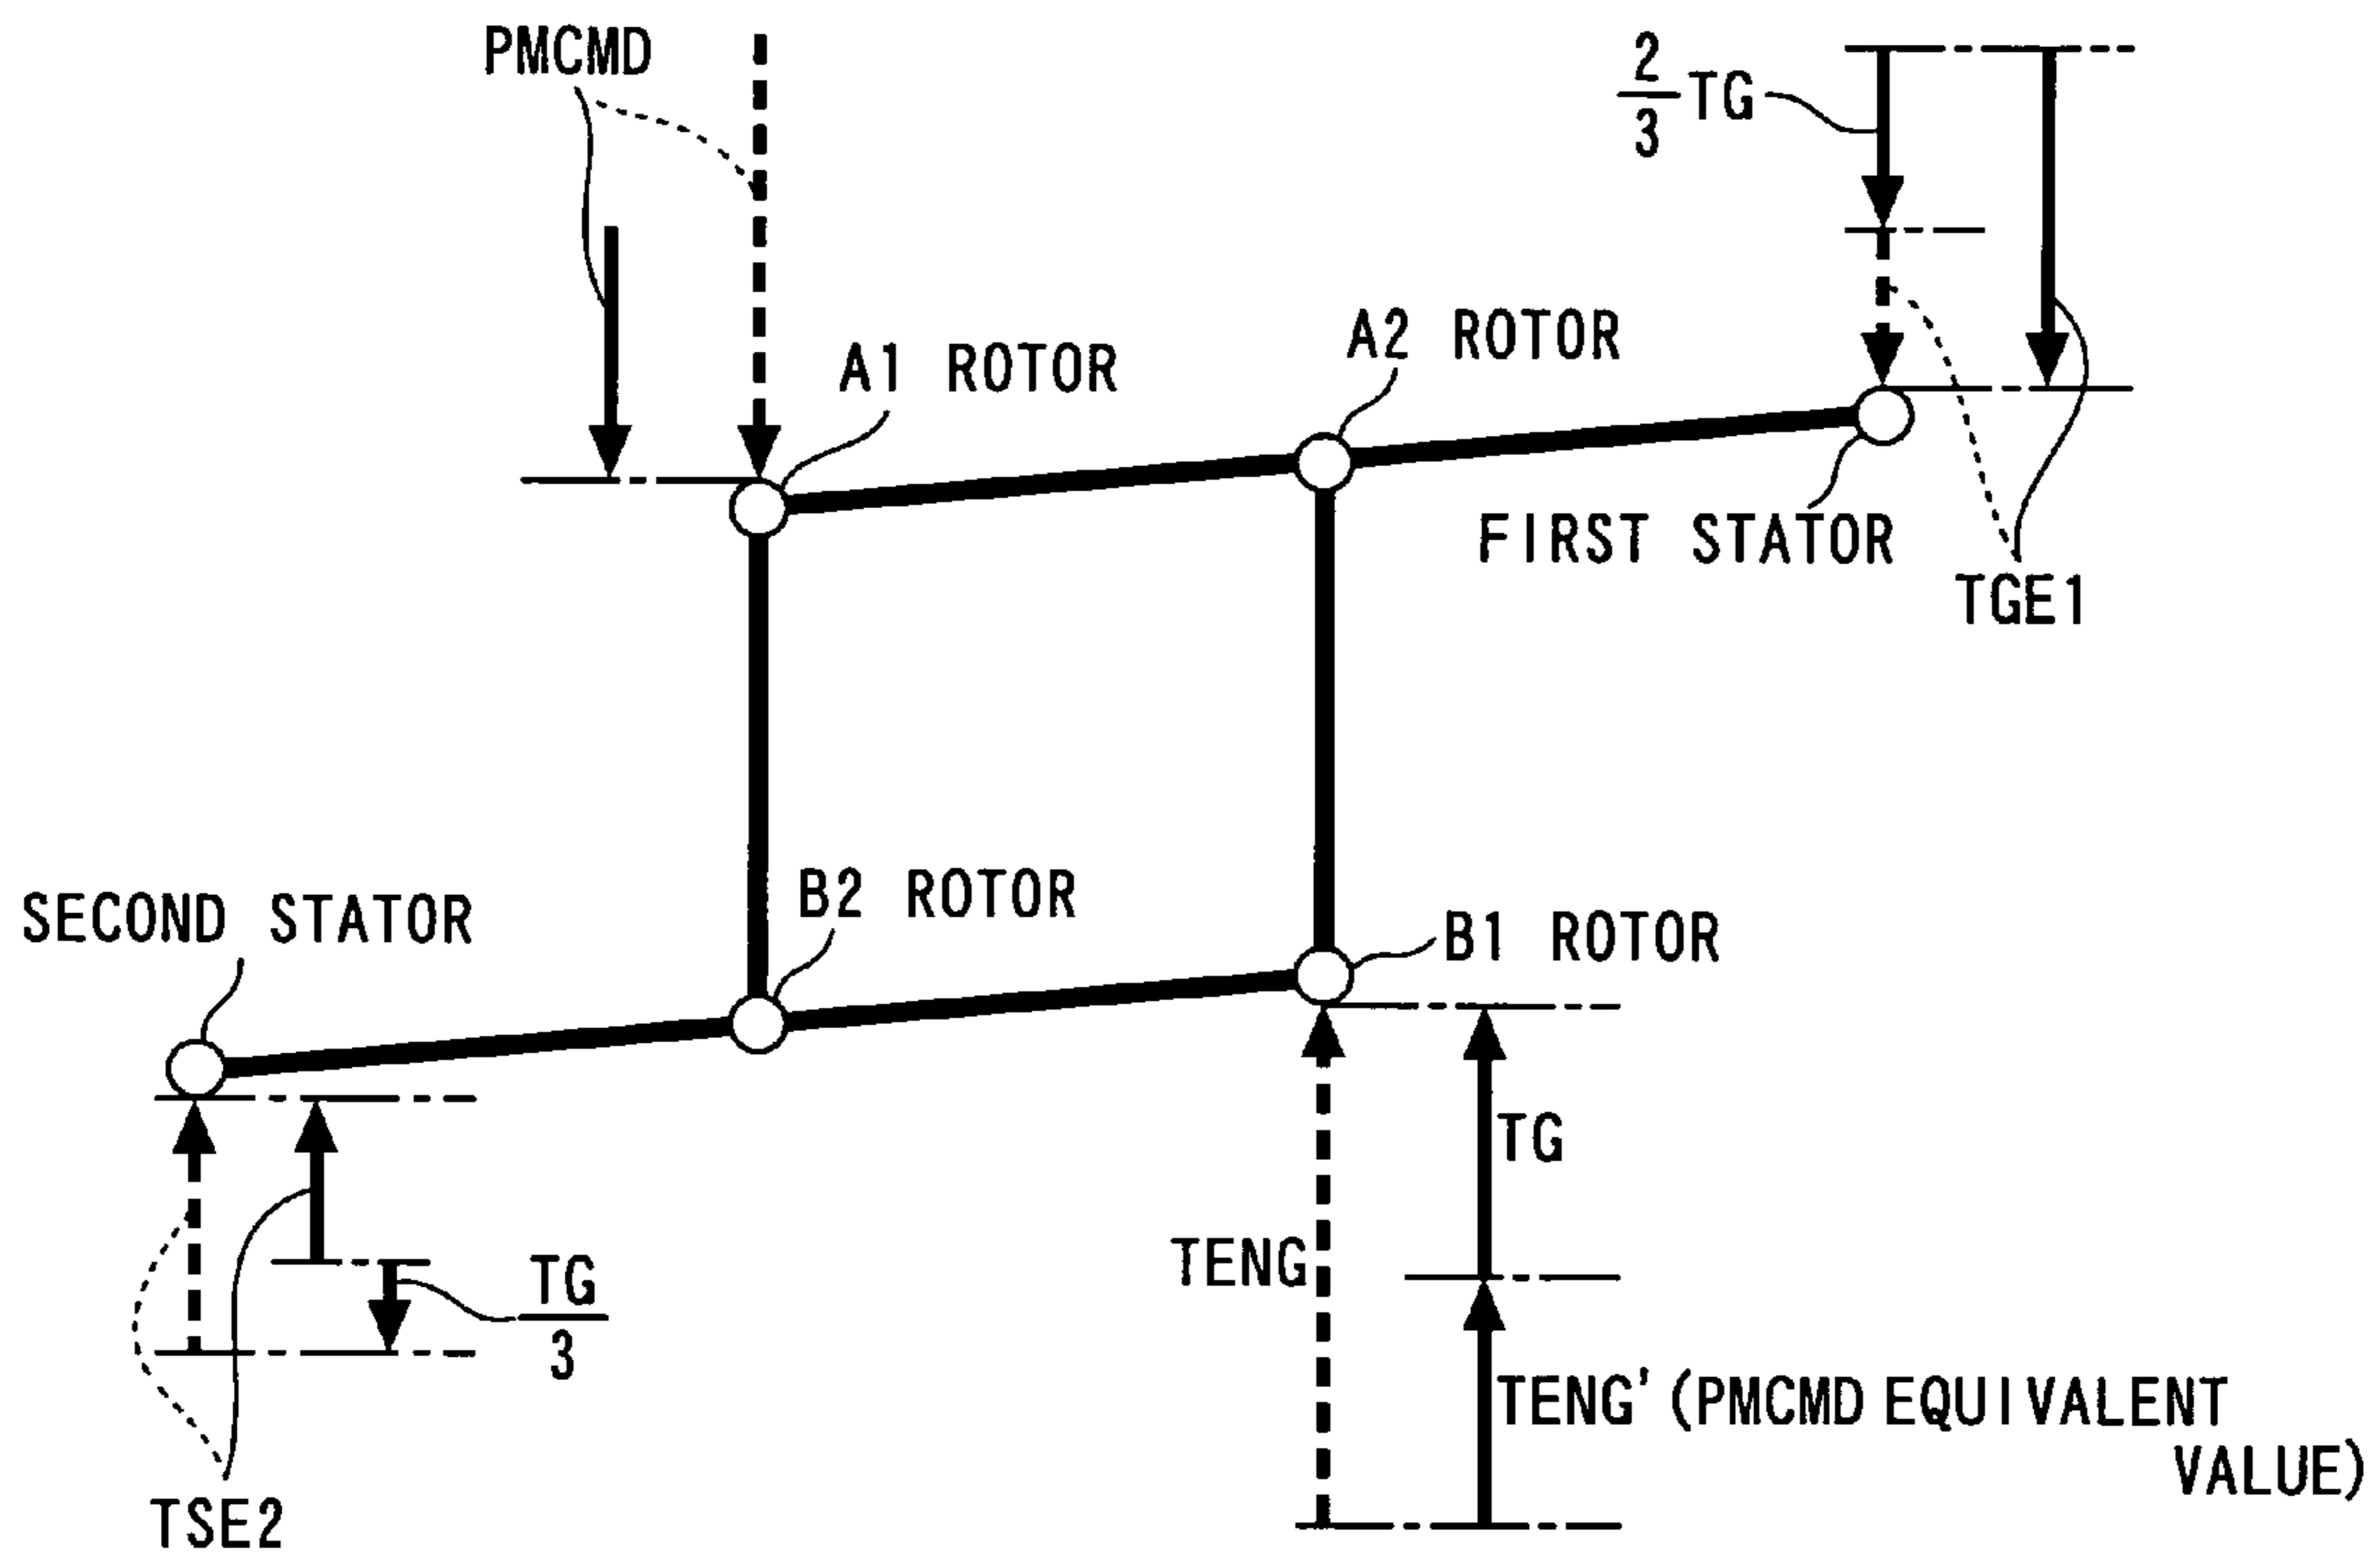 PMCMD
2
3
TG
A1 ROTOR
A2 ROTOR
FIRST STATOR
TGE1
SECOND STATOR
B2 ROTOR
B1 ROTOR
TG
TENG
TG
3
TENG'(PMCMD EQUIVALENT
VALUE)
TSE2